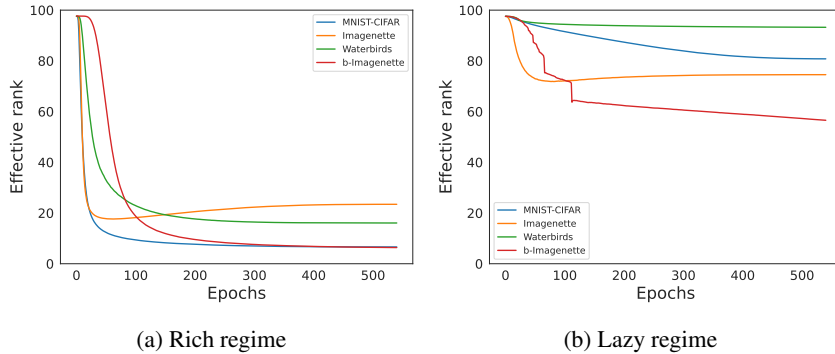 100
80
60
40
20
0
Effective rank
0 100 200 300 400 500
Epochs
MNIST-CIFAR
Imagenette
Waterbirds
b-Imagenette
(a) Rich regime
100
80
60
40
20
0
Effective rank
0 100 200 300 400 500
Epochs
MNIST-CIFAR
Imagenette
Waterbirds
b-Imagenette
(b) Lazy regime